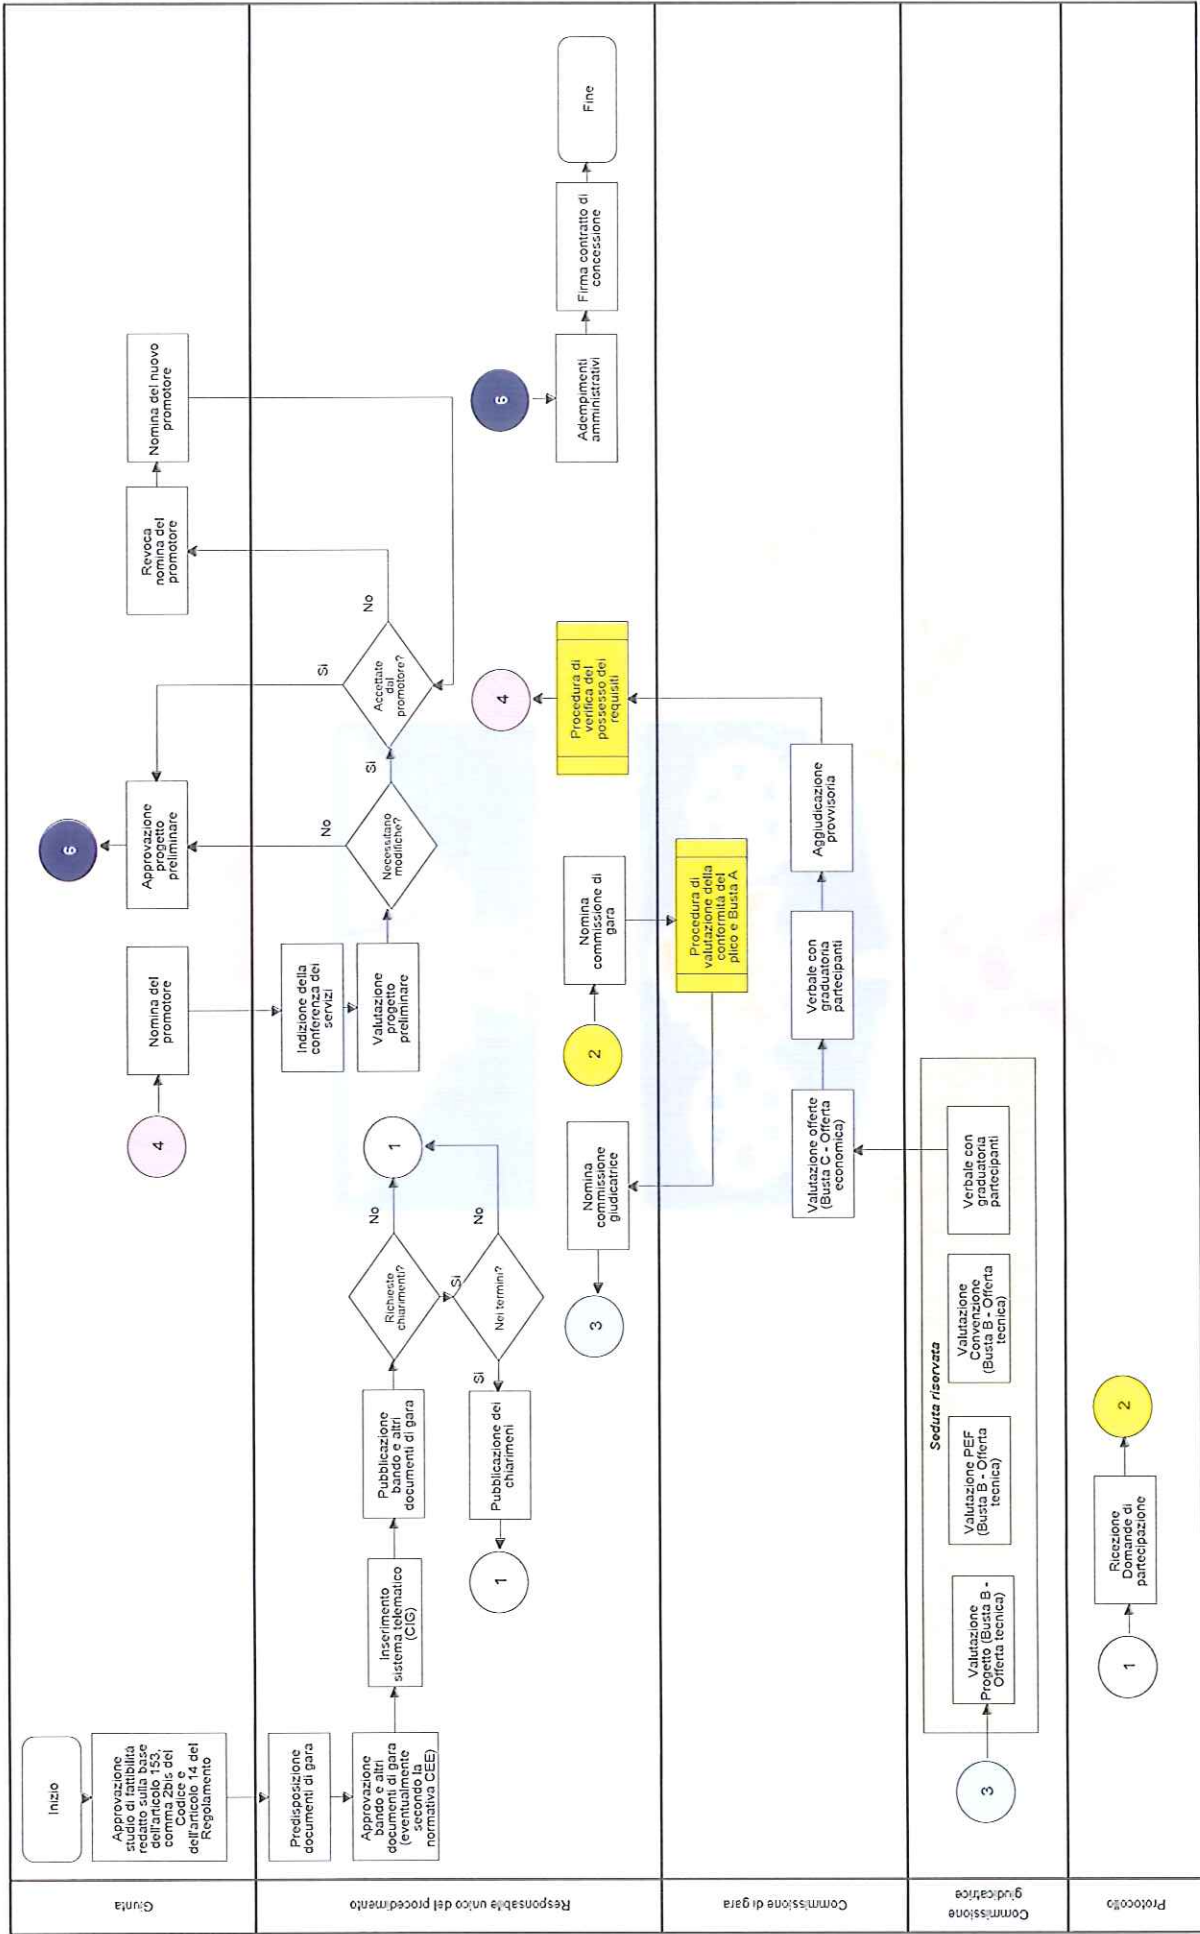 Giunta
Inizio
Approvazione
studio di fattibilità
redatto sulla base
dell'articolo 153,
comma 2bis del
Codice e
dell'articolo 14 del
Regolamento
4
Nomina del
promotore
Approvazione
progetto
preliminare
6
Revoca
nomina del
promotore
Nomina del nuovo
promotore
Responsabile unico del procedimento
Predisposizione
documenti di gara
Approvazione
bando e altri
documenti di gara
(eventualmente
secondo la
normativa CEE)
Inserimento
sistema telematico
(CIG)
Pubblicazione
bando e altri
documenti di gara
Richieste
chiarimenti?
No
Si
1
Nei termini?
No
Si
Pubblicazione dei
chiarimeni
1
Indizione della
conferenza dei
servizi
Valutazione
progetto
preliminare
Necessitano
modifiche?
No
Si
Accettate
dal
promotore?
Si
No
Nomina
commissione
giudicatrice
3
2
Nomina
commissione di
gara
Procedura di
verifica del
possesso dei
requisiti
4
6
Adempimenti
amministrativi
Firma contratto di
concessione
Fine
Commissione di gara
Procedura di
valutazione della
conformità del
plico e Busta A
Valutazione offerte
(Busta C - Offerta
economica)
Verbale con
graduatoria
partecipanti
Aggiudicazione
provvisoria
Commissione
giudicatrice
3
Seduta riservata
Valutazione
Progetto (Busta B -
Offerta tecnica)
Valutazione PEF
(Busta B - Offerta
tecnica)
Valutazione
Convenzione
(Busta B - Offerta
tecnica)
Verbale con
graduatoria
partecipanti
Protocollo
1
Ricezione
Domande di
partecipazione
2